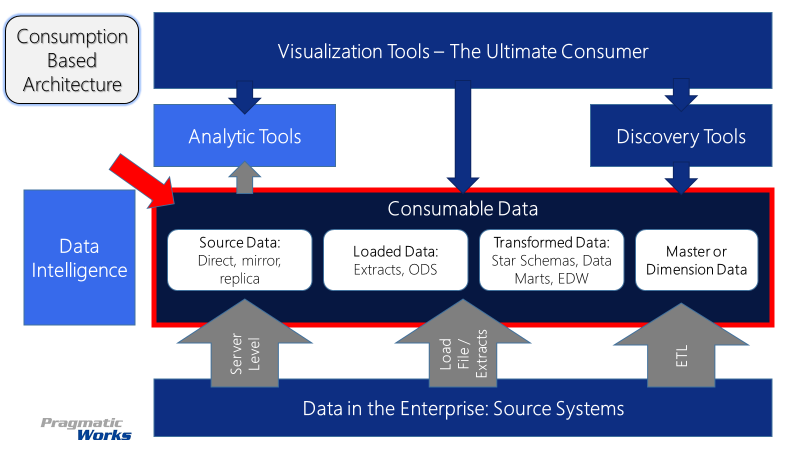 Consumption
Based
Architecture
Visualization Tools – The Ultimate Consumer
Analytic Tools
Discovery Tools
Data
Intelligence
Consumable Data
Source Data:
Direct, mirror,
replica
Loaded Data:
Extracts, ODS
Transformed Data:
Star Schemas, Data
Marts, EDW
Master or
Dimension Data
Server
Level
Load
File/
Extracts
ETL
Data in the Enterprise: Source Systems
Pragmatic
Works